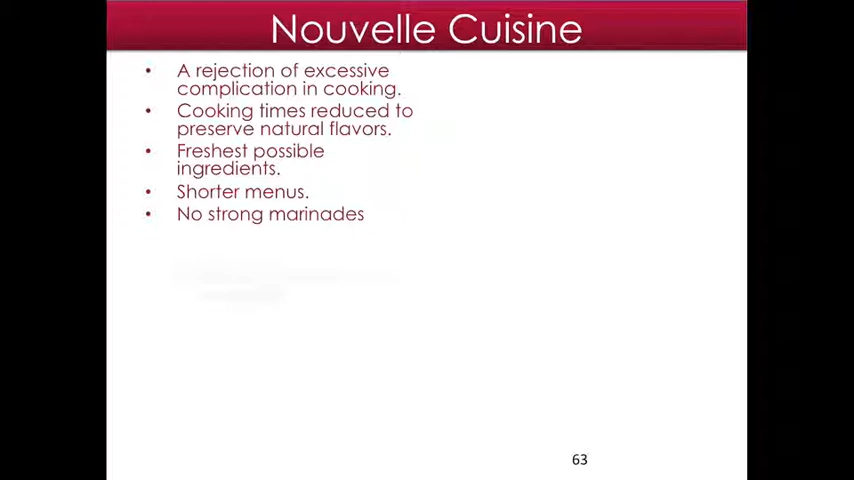 Nouvelle Cuisine
• A rejection of excessive
complication in cooking.
• Cooking times reduced to
preserve natural flavors.
• Freshest possible
ingredients.
• Shorter menus.
• No strong marinades
63